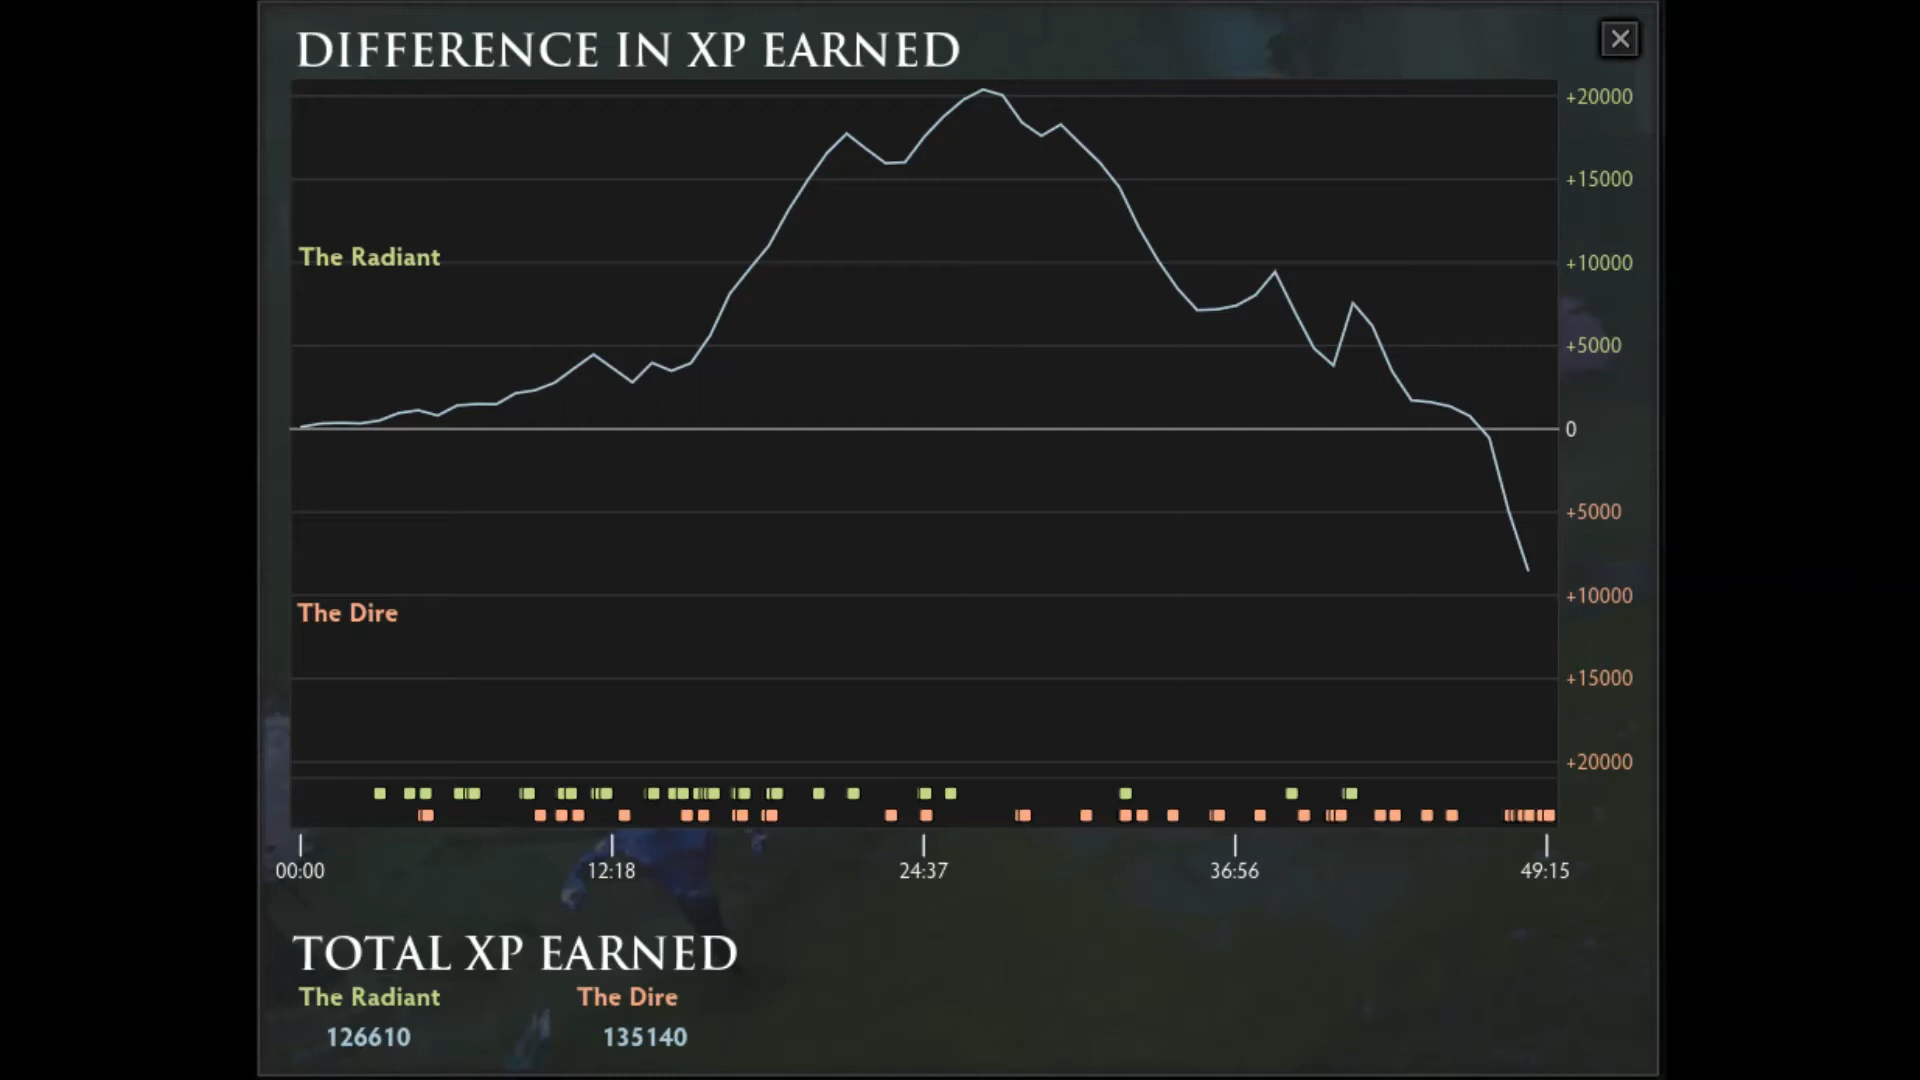 DIFFERENCE IN XP EARNED
+20000
+15000
The Radiant
+10000
+5000
0
+5000
+10000
The Dire
+15000
+20000
00:00 12:18 24:37 36:56 49:15
TOTAL XP EARNED
The Radiant The Dire
126610 135140